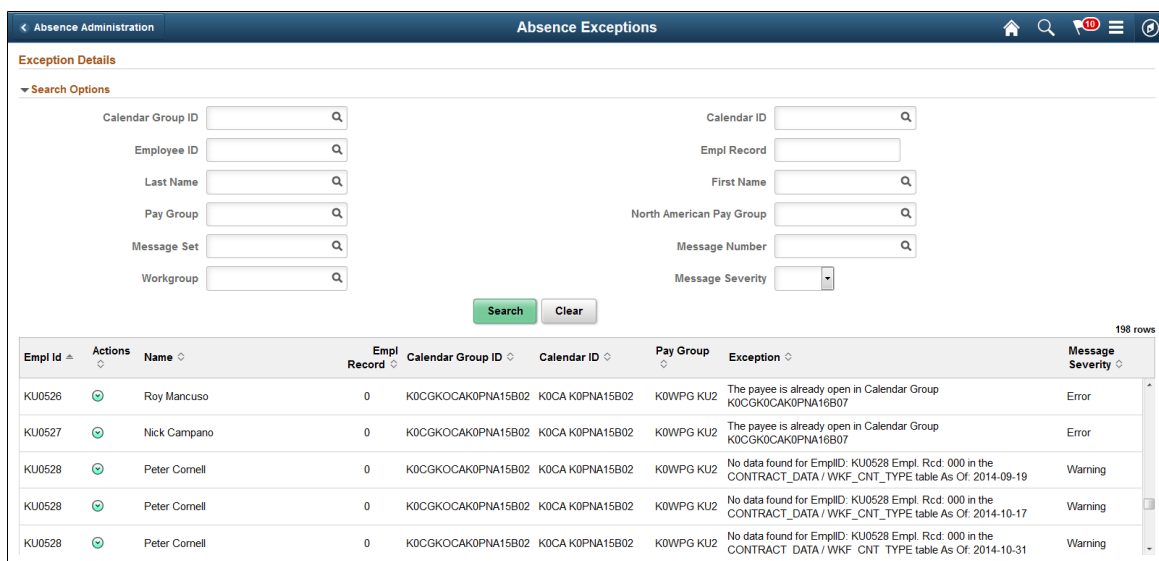 Absence Administration
Absence Exceptions
10
Exception Details
Search Options
Calendar Group ID
Calendar ID
Employee ID
Empl Record
Last Name
First Name
Pay Group
North American Pay Group
Message Set
Message Number
Workgroup
Message Severity
Search Clear
198 rows
Empl Id Actions Name Empl Record Calendar Group ID Calendar ID Pay Group Exception Message Severity
KU0526 Roy Mancuso 0 K0CGKOCAK0PNA15B02 K0CA K0PNA15B02 K0WPG KU2 The payee is already open in Calendar Group
K0CGK0CAK0PNA16B07 Error
KU0527 Nick Campano 0 K0CGKOCAK0PNA15B02 K0CA K0PNA15B02 K0WPG KU2 The payee is already open in Calendar Group
K0CGK0CAK0PNA16B07 Error
KU0528 Peter Cornell 0 K0CGKOCAK0PNA15B02 K0CA K0PNA15B02 K0WPG KU2 No data found for EmplID: KU0528 Empl. Rcd: 000 in the
CONTRACT_DATA / WKF_CNT_TYPE table As Of: 2014-09-19 Warning
KU0528 Peter Cornell 0 K0CGKOCAK0PNA15B02 K0CA K0PNA15B02 K0WPG KU2 No data found for EmplID: KU0528 Empl. Rcd: 000 in the
CONTRACT_DATA / WKF_CNT_TYPE table As Of: 2014-10-17 Warning
KU0528 Peter Cornell 0 K0CGKOCAK0PNA15B02 K0CA K0PNA15B02 K0WPG KU2 No data found for EmplID: KU0528 Empl. Rcd: 000 in the
CONTRACT_DATA / WKF_CNT_TYPE table As Of: 2014-10-31 Warning